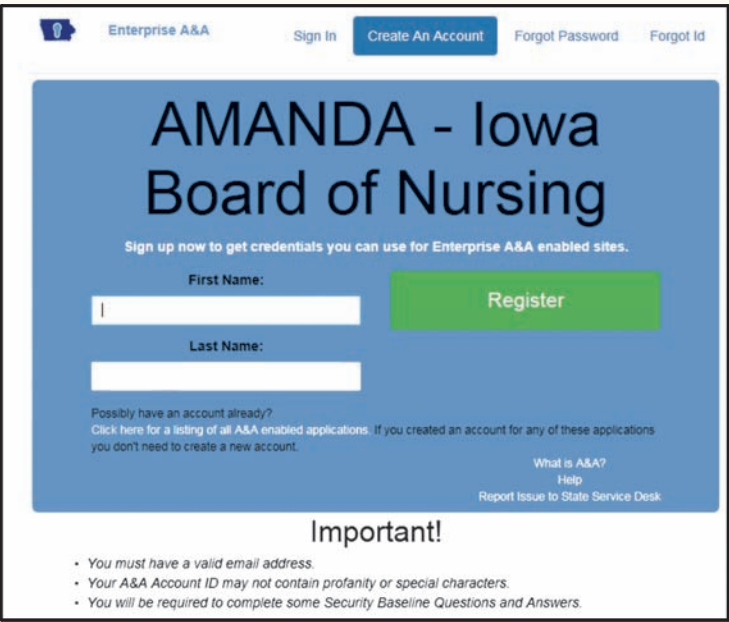 Enterprise A&A
Sign In
Create An Account
Forgot Password
Forgot Id
AMANDA - Iowa
Board of Nursing
Sign up now to get credentials you can use for Enterprise A&A enabled sites.
First Name:
Register
Last Name:
Possibly have an account already?
Click here for a listing of all A&A enabled applications. If you created an account for any of these applications
you don't need to create a new account.
What is A&A?
Help
Report Issue to State Service Desk
Important!
• You must have a valid email address.
• Your A&A Account ID may not contain profanity or special characters.
• You will be required to complete some Security Baseline Questions and Answers.